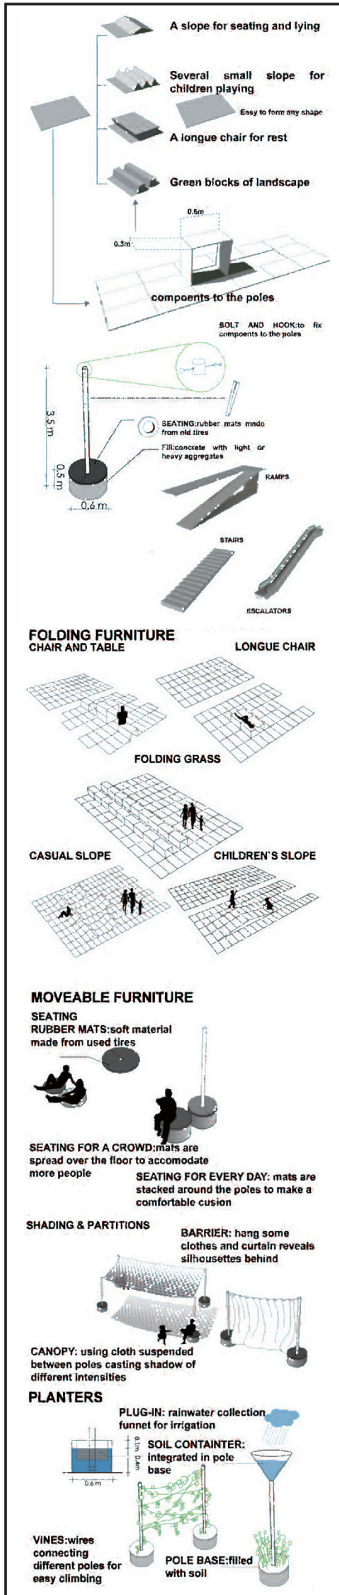 A slope for seating and lying
Several small slope for
children playing
Easy to form any shape
A longue chair for rest
Green blocks of landscape
0.6m
0.3m
compoents to the poles
BOLT AND HOOK:to fix
compoents to the poles
3.5 m
SEATING:rubber mats made
from old tires
Fill:concrete with light or
heavy aggregates
0.5 m
0.6 m
RAMPS
STAIRS
ESCALATORS
FOLDING FURNITURE
CHAIR AND TABLE
LONGUE CHAIR
FOLDING GRASS
CASUAL SLOPE
CHILDREN'S SLOPE
MOVEABLE FURNITURE
SEATING
RUBBER MATS:soft material
made from used tires
SEATING FOR A CROWD:mats are
spread over the floor to accomodate
more people
SEATING FOR EVERY DAY: mats are
stacked around the poles to make a
comfortable cusion
SHADING & PARTITIONS
BARRIER: hang some
clothes and curtain reveals
silhousettes behind
CANOPY: using cloth suspended
between poles casting shadow of
different intensities
PLANTERS
PLUG-IN: rainwater collection
funnet for irrigation
SOIL CONTAINTER:
integrated in pole
base
0.1m
0.4m
0.6 m
VINES:wires
connecting
different poles for
easy climbing
POLE BASE:filled
with soil